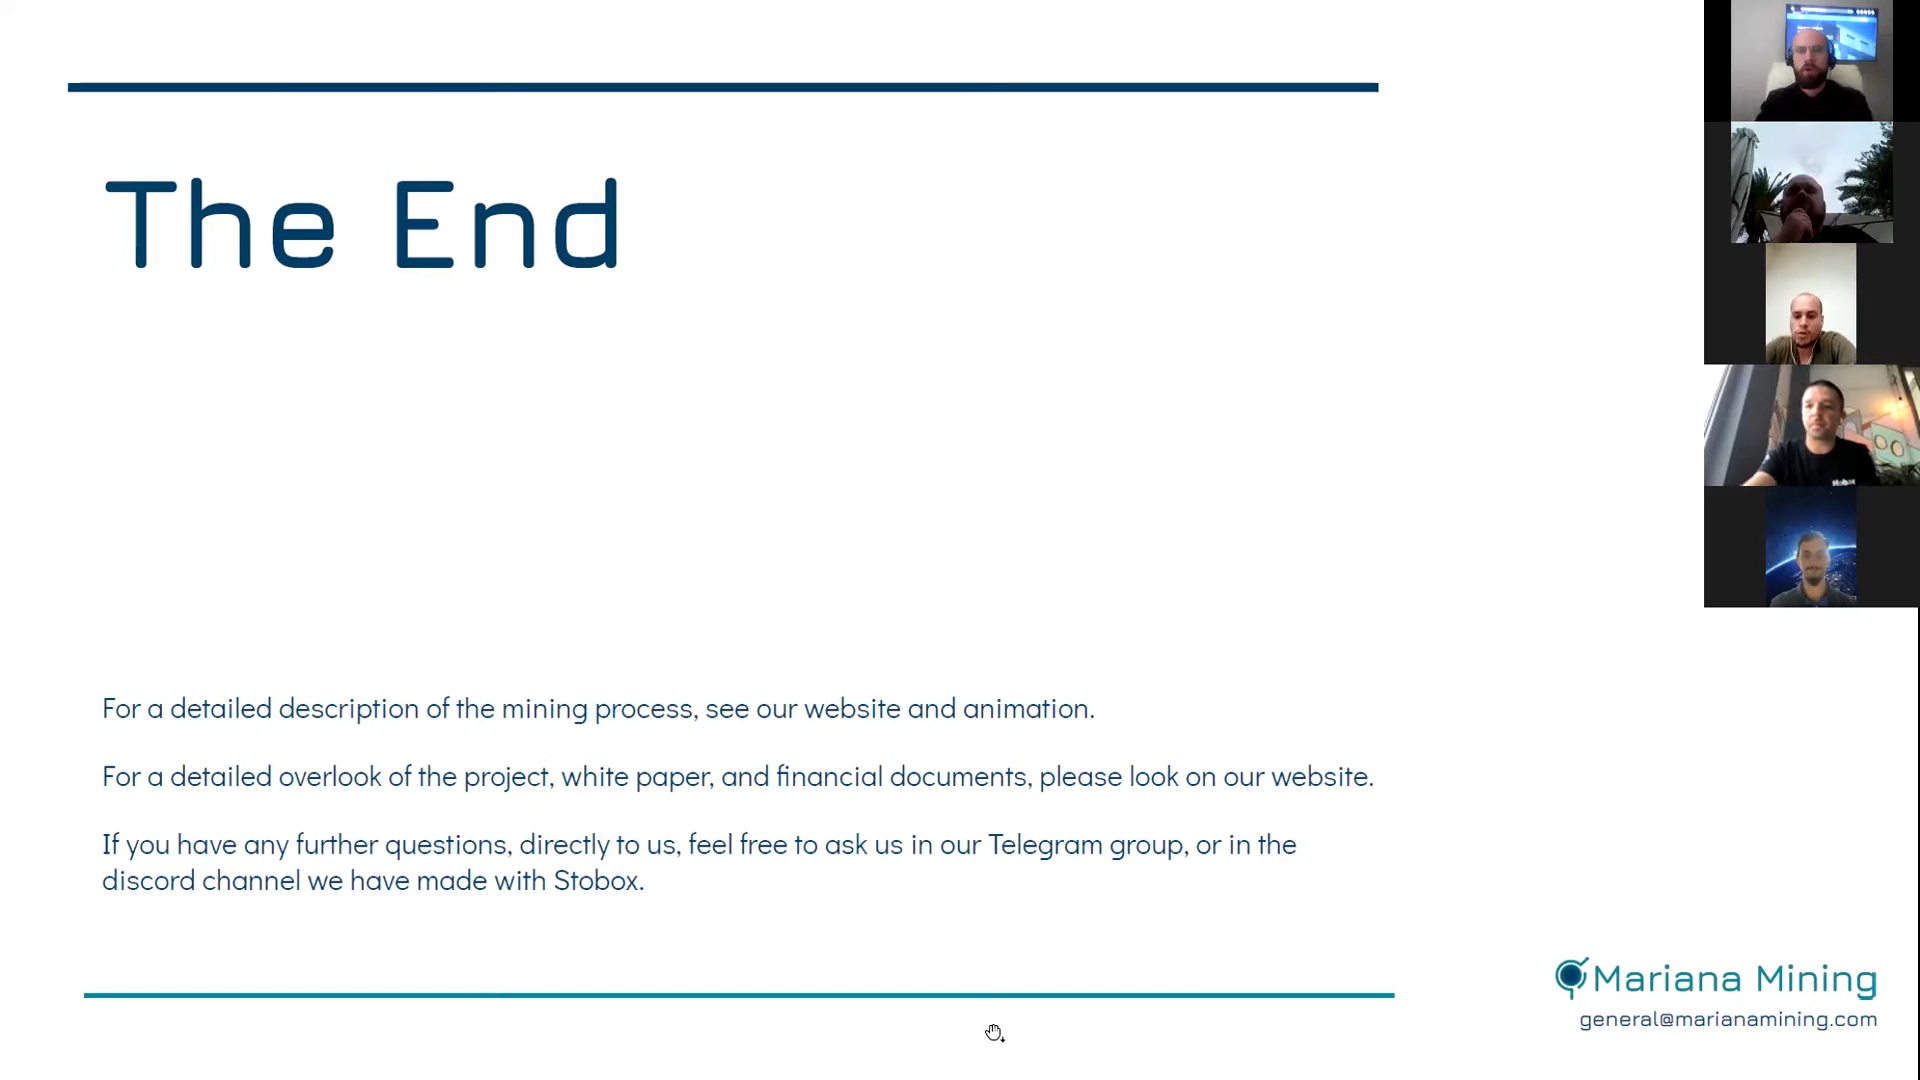 The End
For a detailed description of the mining process, see our website and animation.
For a detailed overlook of the project, white paper, and financial documents, please look on our website.
If you have any further questions, directly to us, feel free to ask us in our Telegram group, or in the
discord channel we have made with Stobox.
Mariana Mining
general@marianamining.com